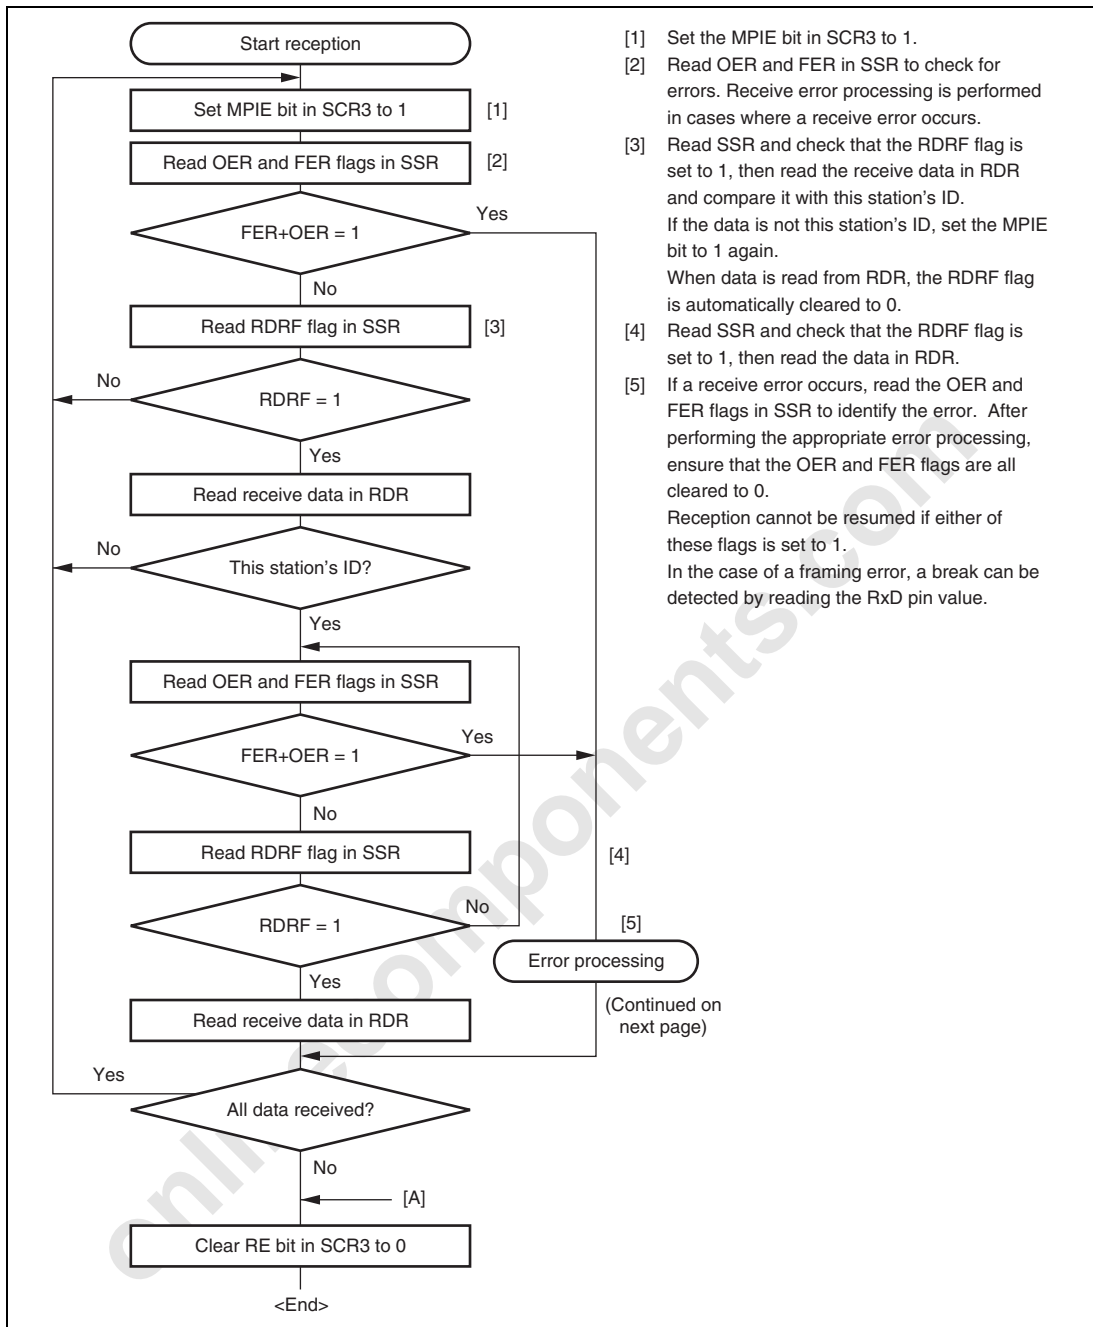 Start reception
Set MPIE bit in SCR3 to 1
[1]
Read OER and FER flags in SSR
[2]
Yes
FER+OER = 1
No
Read RDRF flag in SSR
[3]
No
RDRF = 1
Yes
Read receive data in RDR
No
This station's ID?
Yes
Read OER and FER flags in SSR
Yes
FER+OER = 1
No
Read RDRF flag in SSR
[4]
No
RDRF = 1
[5]
Error processing
Yes
(Continued on
next page)
Read receive data in RDR
Yes
All data received?
No
[A]
Clear RE bit in SCR3 to 0
<End>
[1] Set the MPIE bit in SCR3 to 1.
[2] Read OER and FER in SSR to check for
errors. Receive error processing is performed
in cases where a receive error occurs.
[3] Read SSR and check that the RDRF flag is
set to 1, then read the receive data in RDR
and compare it with this station's ID.
If the data is not this station's ID, set the MPIE
bit to 1 again.
When data is read from RDR, the RDRF flag
is automatically cleared to 0.
[4] Read SSR and check that the RDRF flag is
set to 1, then read the data in RDR.
[5] If a receive error occurs, read the OER and
FER flags in SSR to identify the error. After
performing the appropriate error processing,
ensure that the OER and FER flags are all
cleared to 0.
Reception cannot be resumed if either of
these flags is set to 1.
In the case of a framing error, a break can be
detected by reading the RxD pin value.
onlinecomponents.com